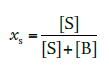 xs = [S] / [S]+[B]